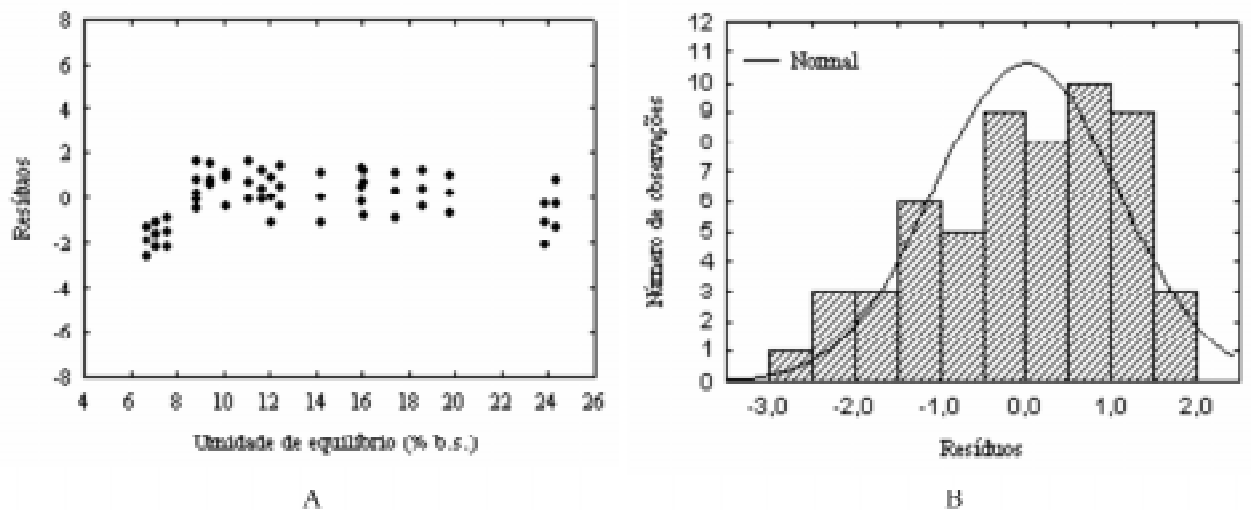 8
6
4
2
0
-2
-4
-6
-8
Resíduos
4 6 8 10 12 14 16 18 20 22 24 26
Umidade de equilíbrio (% b.s.)
A
12
11
10
9
8
7
6
5
4
3
2
1
0
Número de observações
Normal
-3,0 -2,0 -1,0 0,0 1,0 2,0
Resíduos
B